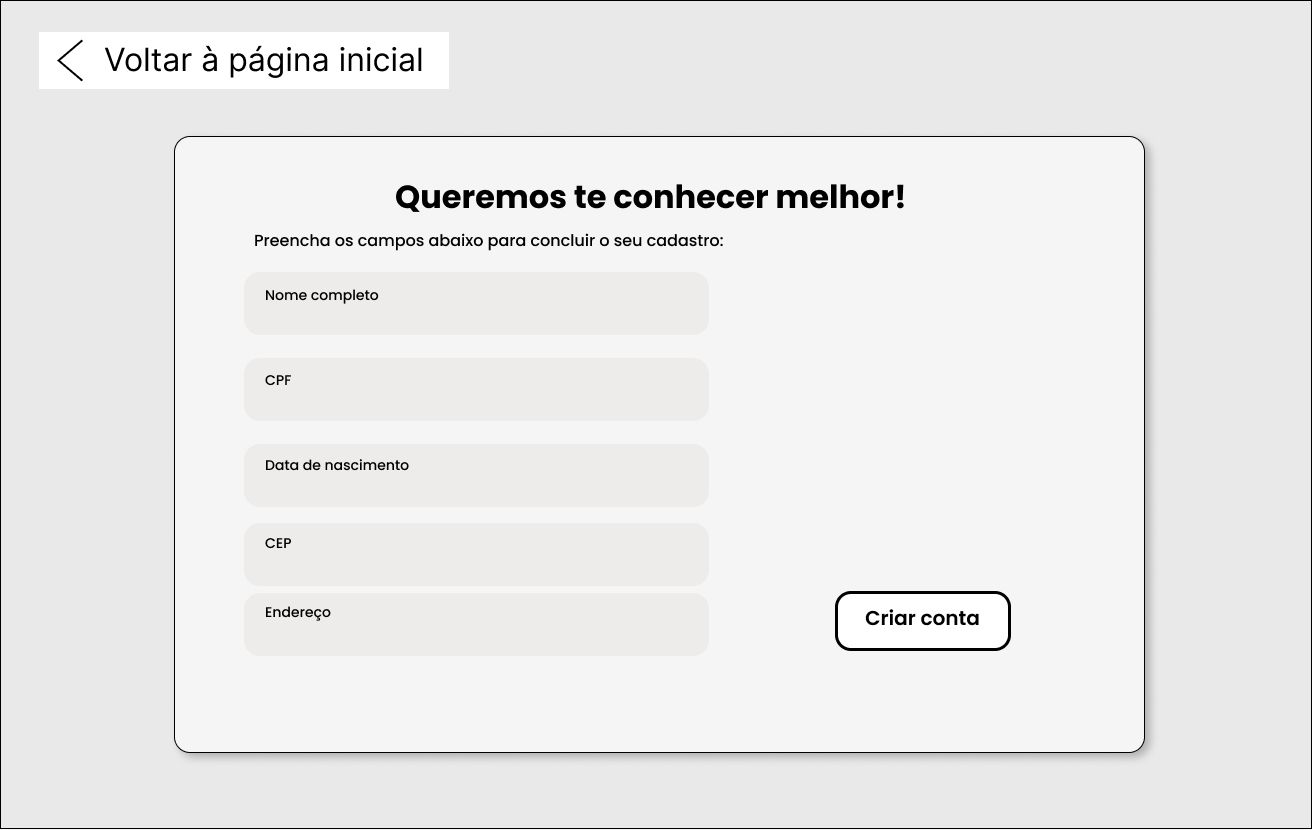 Voltar à página inicial
Queremos te conhecer melhor!
Preencha os campos abaixo para concluir o seu cadastro:
Nome completo
CPF
Data de nascimento
CEP
Endereço
Criar conta